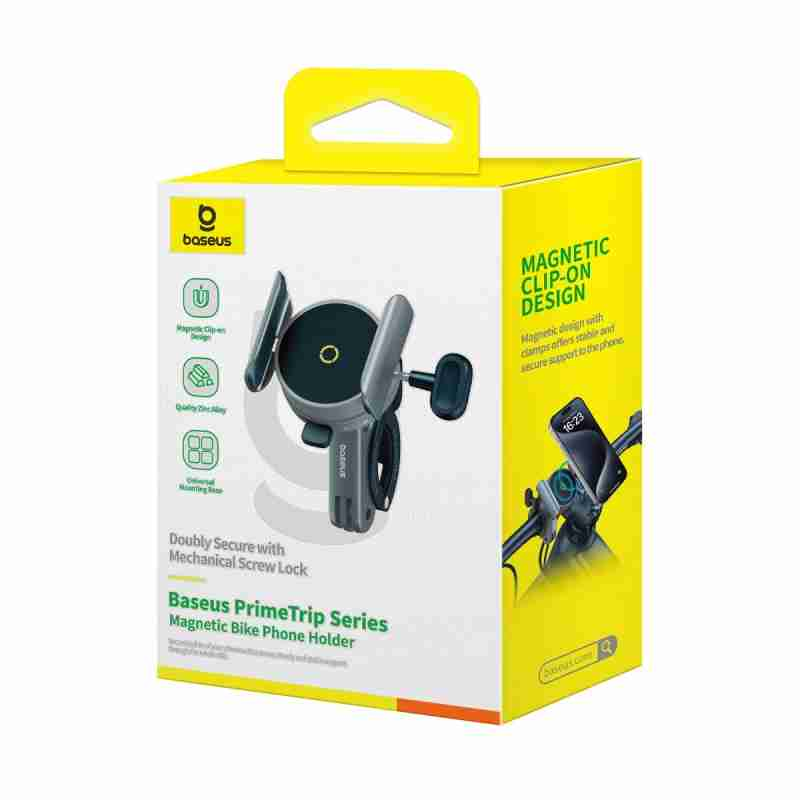 baseus
Magnetic Clip-on
Design
Quality Zinc Alloy
Universal
Mounting Base
baseus
Doubly Secure with
Mechanical Screw Lock
Baseus PrimeTrip Series
Magnetic Bike Phone Holder
MAGNETIC
CLIP-ON
DESIGN
Magnetic design with
clamps offers stable and
secure support to the phone.
16:23
baseus.com